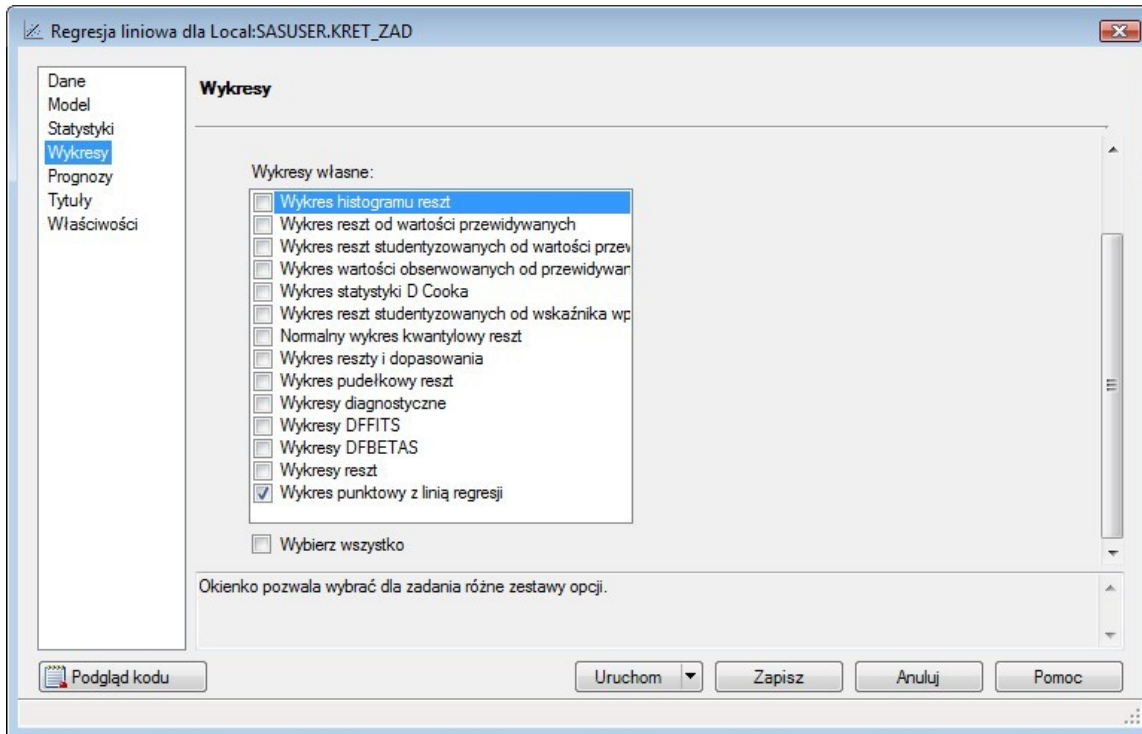 Regresja liniowa dla Local:SASUSER.KRET_ZAD
Dane
Model
Statystyki
Wykresy
Prognozy
Tytuły
Właściwości
Wykresy
Wykresy własne:
Wykres histogramu reszt
Wykres reszt od wartości przewidywanych
Wykres reszt studentyzowanych od wartości przew
Wykres wartości obserwowanych od przewidywan
Wykres statystyki D Cooka
Wykres reszt studentyzowanych od wskaźnika wp
Normalny wykres kwantylowy reszt
Wykres reszty i dopasowania
Wykres pudełkowy reszt
Wykresy diagnostyczne
Wykresy DFFITS
Wykresy DFBETAS
Wykresy reszt
Wykres punktowy z linią regresji
Wybierz wszystko
Okienko pozwala wybrać dla zadania różne zestawy opcji.
Podgląd kodu
Uruchom
Zapisz
Anuluj
Pomoc